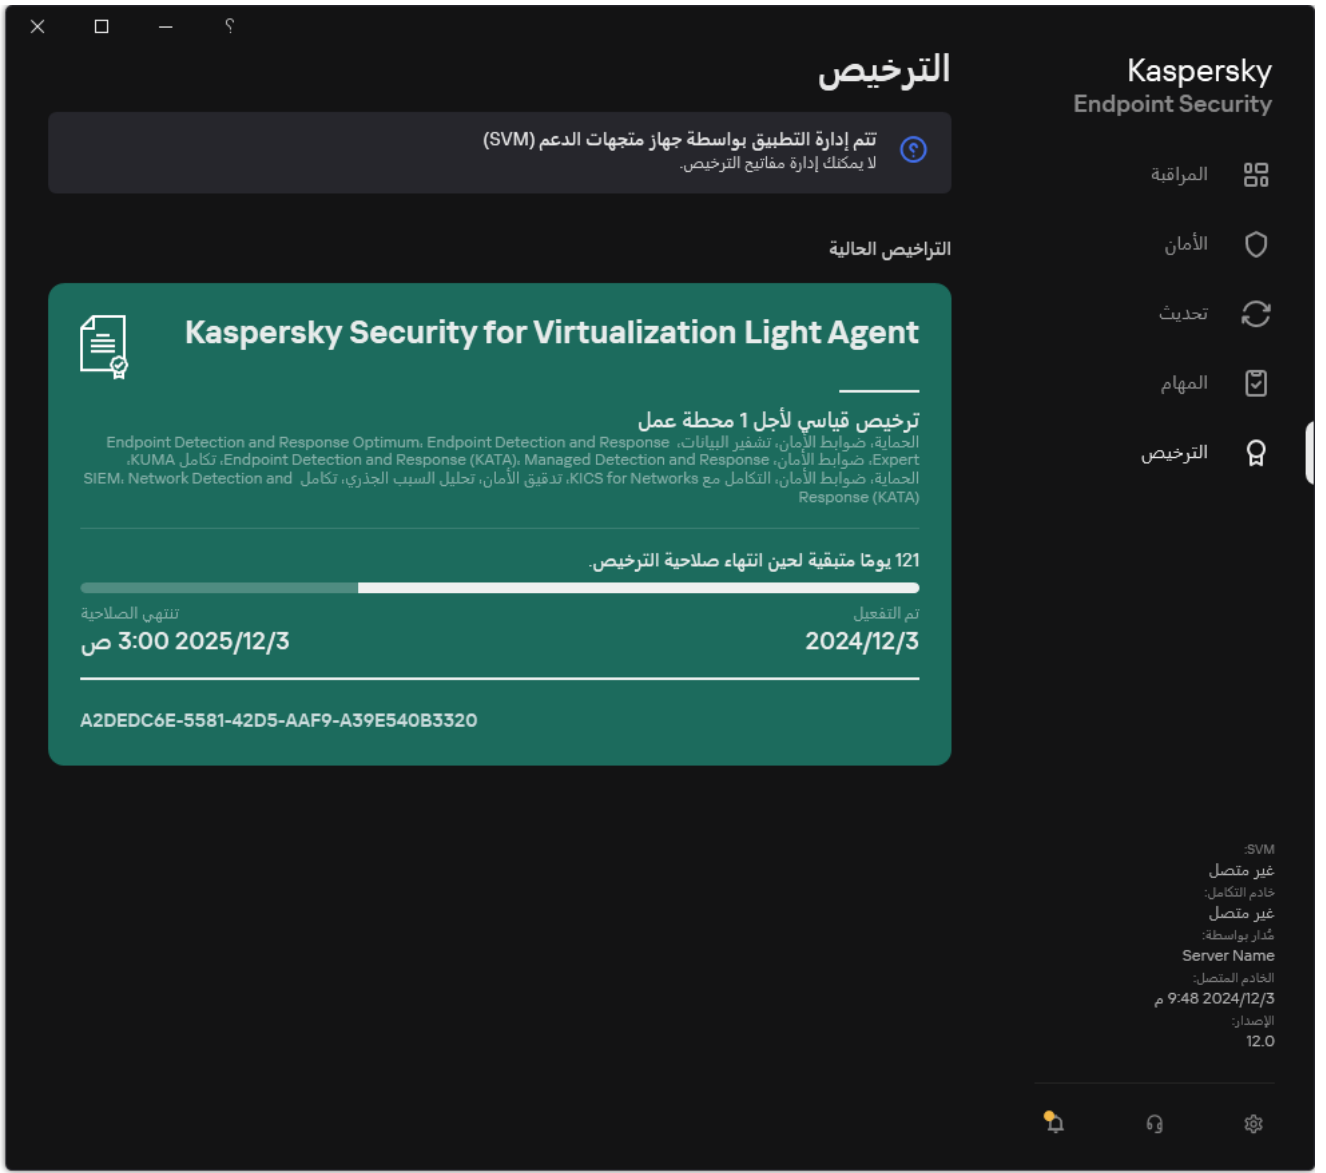 ؟
Kaspersky
Endpoint Security
المراقبة
الأمان
تحديث
المهام
الترخيص
SVM:
غير متصل
خادم التكامل:
غير متصل
مُدار بواسطة:
Server Name
الخادم المتصل:
2024/12/3 9:48 م
الإصدار:
12.0
الترخيص
تتم إدارة التطبيق بواسطة جهاز متجهات الدعم (SVM)
لا يمكنك إدارة مفاتيح الترخيص.
التراخيص الحالية
Kaspersky Security for Virtualization Light Agent
ترخيص قياسي لأجل 1 محطة عمل
الحماية، ضوابط الأمان، تشفير البيانات، Endpoint Detection and Response Optimum، Endpoint Detection and Response
Expert، ضوابط الأمان، Endpoint Detection and Response (KATA)، Managed Detection and Response، تكامل KUMA،
الحماية، ضوابط الأمان، التكامل مع KICS for Networks، تدقيق الأمان، تحليل السبب الجذري، تكامل SIEM، Network Detection and
Response (KATA)
121 يومًا متبقية لحين انتهاء صلاحية الترخيص.
تم التفعيل
2024/12/3
تنتهي الصلاحية
2025/12/3 3:00 ص
A2DEDC6E-5581-42D5-AAF9-A39E540B3320